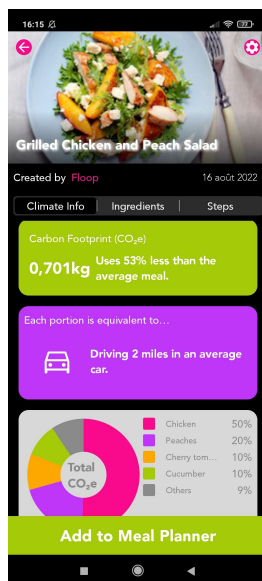 16:15
77
Grilled Chicken and Peach Salad
Created by Floop
16 août 2022
Climate Info
Ingredients
Steps
Carbon Footprint (CO₂e)
0,701kg
Uses 53% less than the
average meal.
Each portion is equivalent to…
Driving 2 miles in an average
car.
Total
CO₂e
Chicken 50%
Peaches 20%
Cherry tom… 10%
Cucumber 10%
Others 9%
Add to Meal Planner